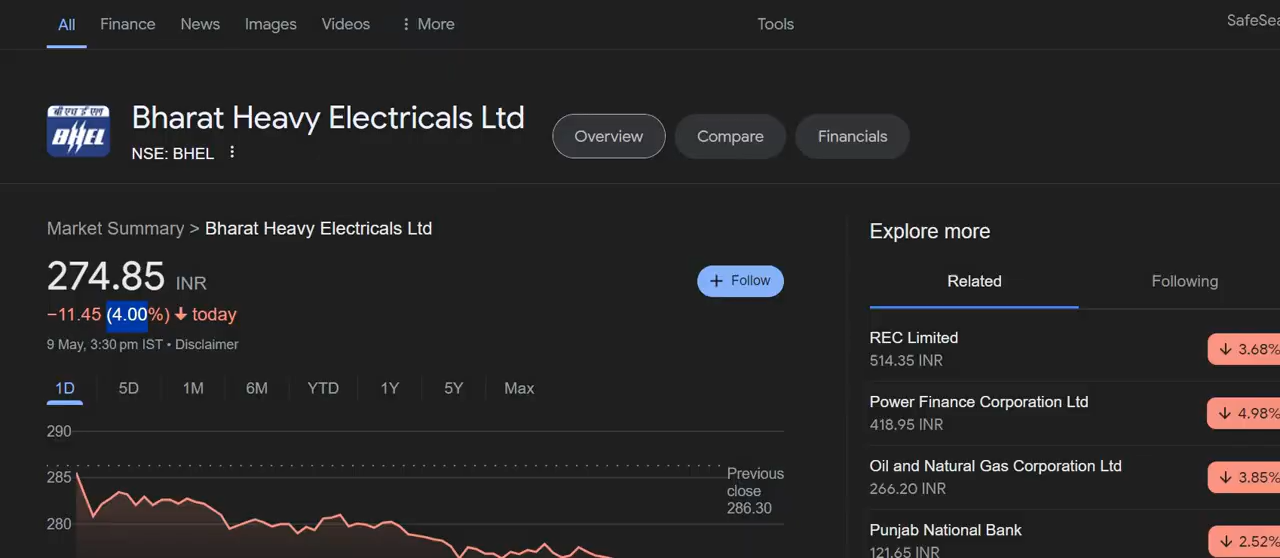 All Finance News Images Videos More Tools
बी एच ई एल
BHEL
Bharat Heavy Electricals Ltd
NSE: BHEL
Overview Compare Financials
Market Summary > Bharat Heavy Electricals Ltd
274.85 INR
−11.45 (4.00%) ↓ today
9 May, 3:30 pm IST • Disclaimer
+ Follow
1D 5D 1M 6M YTD 1Y 5Y Max
290
285
280
Previous
close
286.30
Explore more
Related Following
REC Limited
514.35 INR
↓ 3.68%
Power Finance Corporation Ltd
418.95 INR
↓ 4.98%
Oil and Natural Gas Corporation Ltd
266.20 INR
↓ 3.85%
Punjab National Bank
121.65 INR
↓ 2.52%